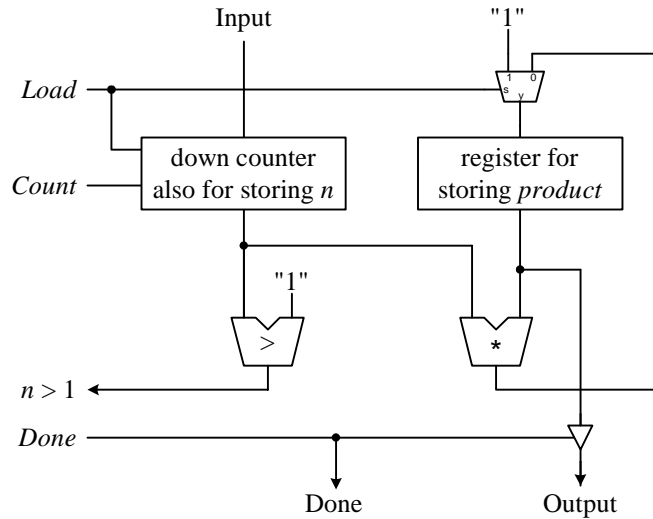 Input
"1"
1 0
Load
s
y
down counter
also for storing n
register for
storing product
Count
"1"
>
*
n > 1
Done
Done
Output